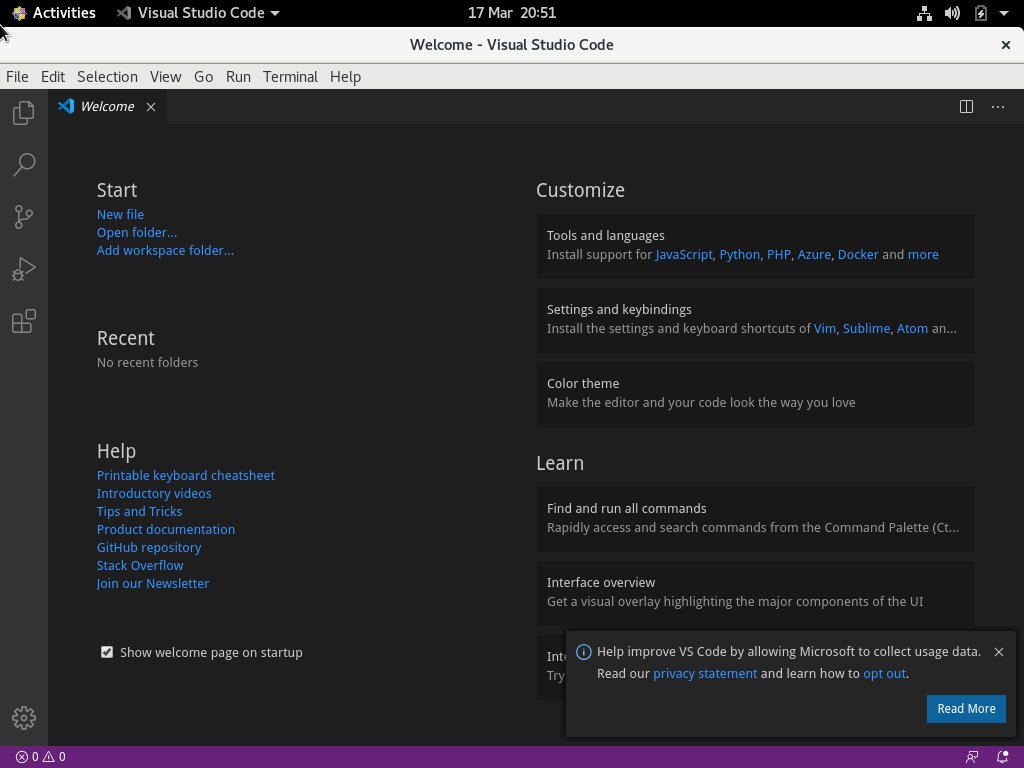 Activities Visual Studio Code 17 Mar 20:51
Welcome - Visual Studio Code
File Edit Selection View Go Run Terminal Help
Welcome
Start
New file
Open folder...
Add workspace folder...
Recent
No recent folders
Help
Printable keyboard cheatsheet
Introductory videos
Tips and Tricks
Product documentation
GitHub repository
Stack Overflow
Join our Newsletter
Show welcome page on startup
Customize
Tools and languages
Install support for JavaScript, Python, PHP, Azure, Docker and more
Settings and keybindings
Install the settings and keyboard shortcuts of Vim, Sublime, Atom an...
Color theme
Make the editor and your code look the way you love
Learn
Find and run all commands
Rapidly access and search commands from the Command Palette (Ct...
Interface overview
Get a visual overlay highlighting the major components of the UI
Try
Help improve VS Code by allowing Microsoft to collect usage data.
Read our privacy statement and learn how to opt out.
Read More
0 0